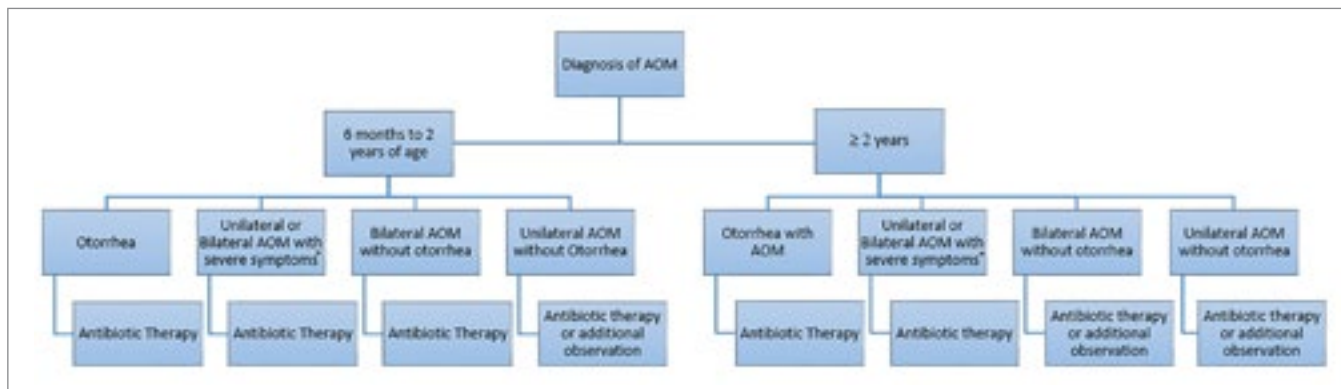 Diagnosis of AOM
6 months to 2
years of age
≥ 2 years
Otorrhea
Unilateral or
Bilateral AOM with
severe symptoms*
Bilateral AOM
without otorrhea
Unilateral AOM
without Otorrhea
Otorrhea with
AOM
Unilateral or
Bilateral AOM with
severe symptoms*
Bilateral AOM
without otorrhea
Unilateral AOM
without otorrhea
Antibiotic Therapy
Antibiotic Therapy
Antibiotic Therapy
Antibiotic therapy
or additional
observation
Antibiotic Therapy
Antibiotic therapy
Antibiotic therapy
or additional
observation
Antibiotic therapy
or additional
observation